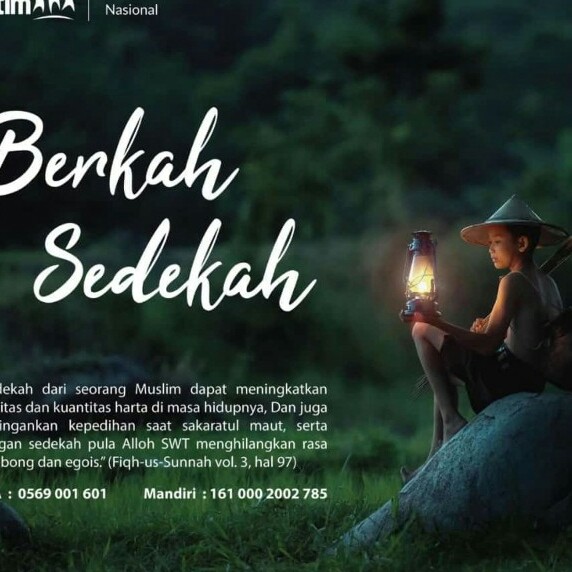 Nasional
Berkah
Sedekah
dekah dari seorang Muslim dapat meningkatkan
itas dan kuantitas harta di masa hidupnya, Dan juga
ingankan kepedihan saat sakaratul maut, serta
gan sedekah pula Alloh SWT menghilangkan rasa
bong dan egois." (Fiqh-us-Sunnah vol. 3, hal 97)
: 0569 001 601 Mandiri : 161 000 2002 785